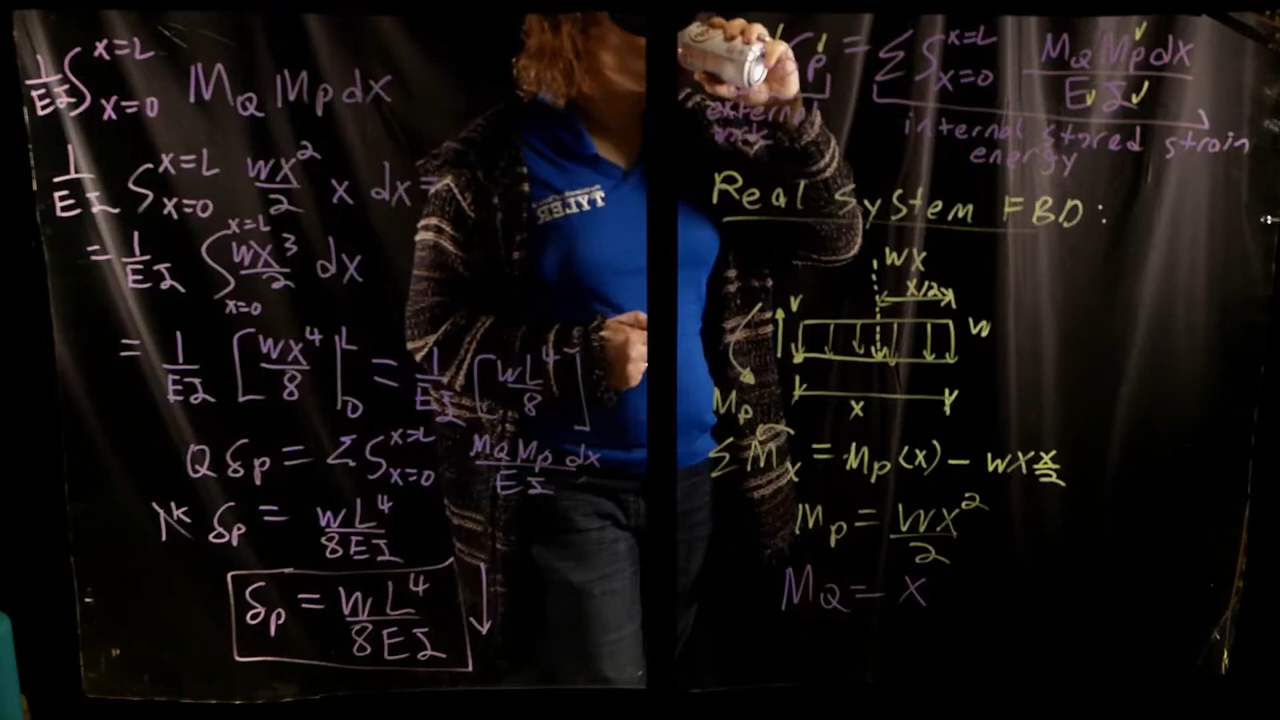 1/EI ∫x=0^x=L MQ Mp dx
1/EI ∫x=0^x=L wx²/2 x dx =
= 1/EI ∫x=0^x=L wx³/2 dx
= 1/EI [wx⁴/8 |0^L = 1/EI [wL⁴/8]
Q δp = Σ∫x=0^x=L MQ Mp dx/EI
1k δp = wL⁴/8EI
δp = wL⁴/8EI ↓
TYLER
δp = Σ∫x=0^x=L MQ Mp dx/EI
external work
internal stored strain energy
Real System FBD:
wx
x/2
v
w
Mp
x
ΣMx = Mp(x) - wx x/2
Mp = wx²/2
MQ = x